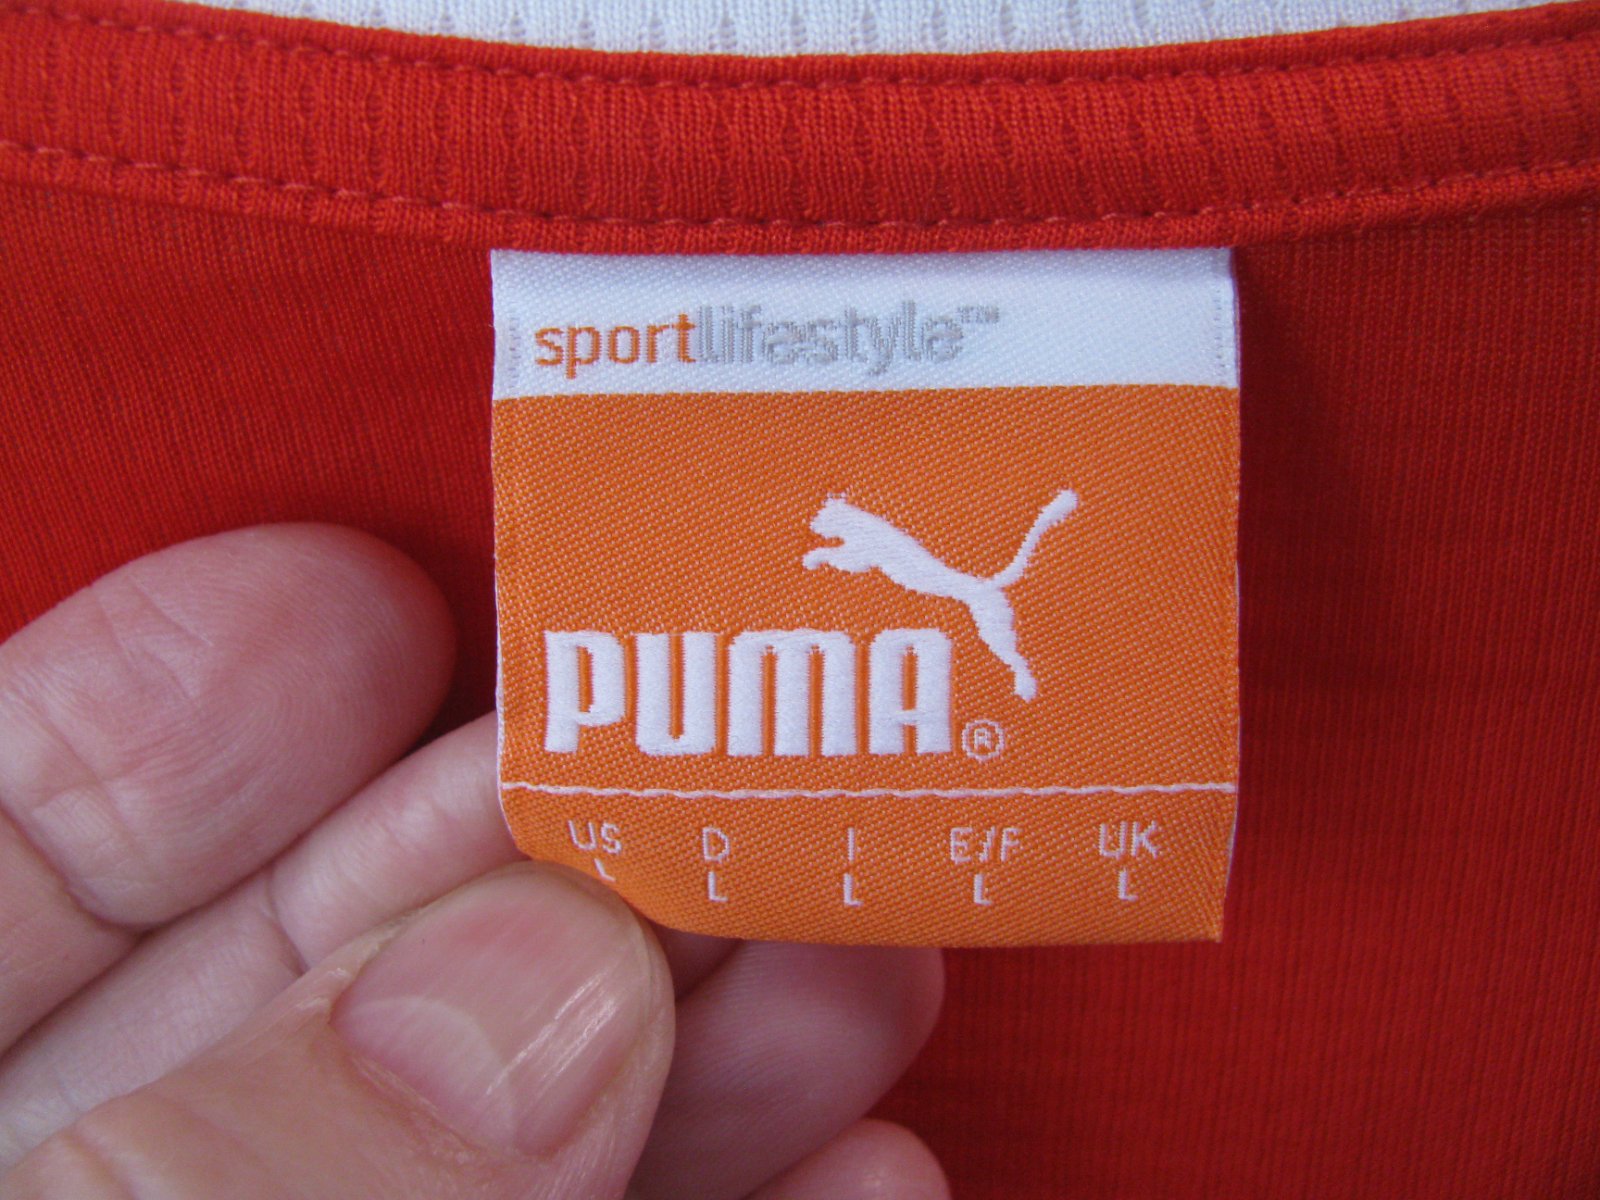 sportlifestyle™
PUMA®
US D I E/F UK
L L L L L